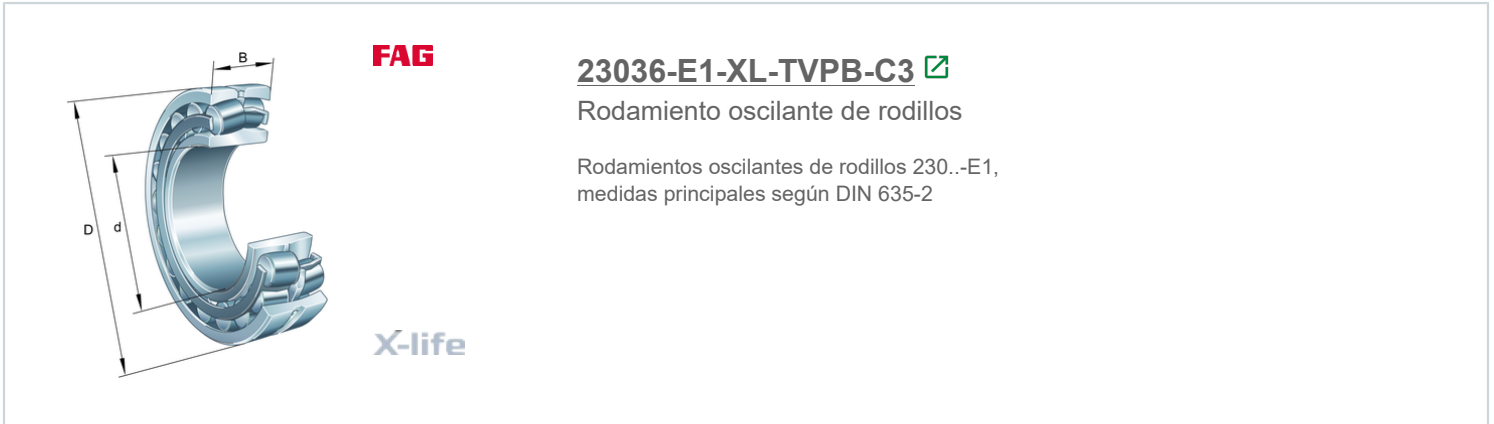 B
FAG
23036-E1-XL-TVPB-C3
Rodamiento oscilante de rodillos
Rodamientos oscilantes de rodillos 230..-E1,
medidas principales según DIN 635-2
D
d
X-life